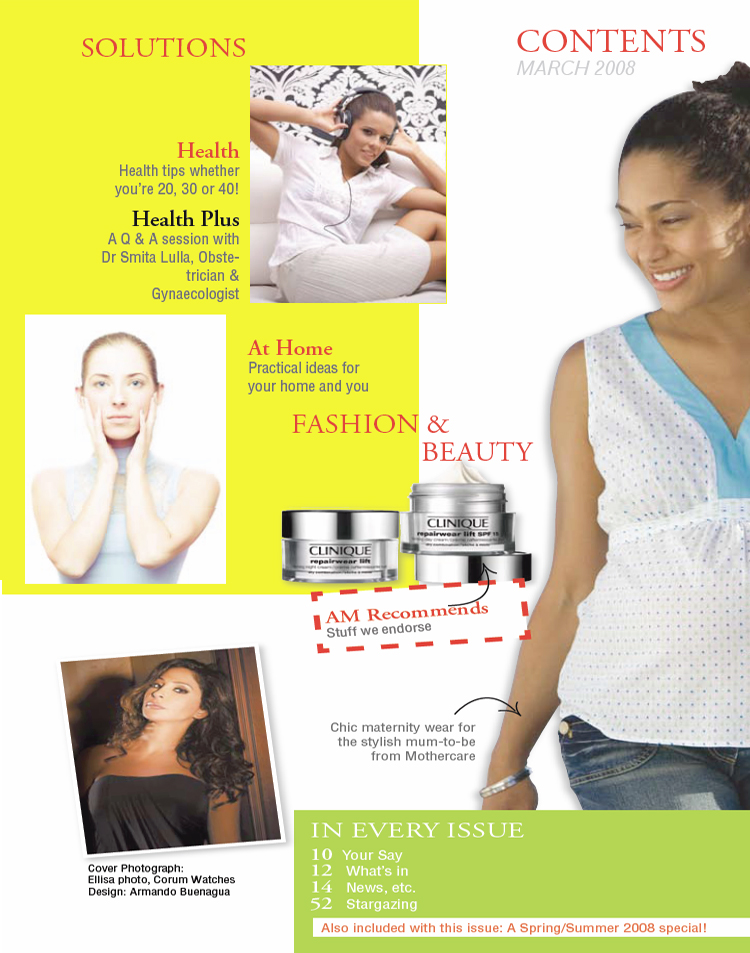 SOLUTIONS
CONTENTS
MARCH 2008
Health
Health tips whether
you're 20, 30 or 40!
Health Plus
A Q & A session with
Dr Smita Lulla, Obste-
trician &
Gynaecologist
At Home
Practical ideas for
your home and you
FASHION &
BEAUTY
CLINIQUE
repairwear lift SPF 15
CLINIQUE
repairwear lift
AM Recommends
Stuff we endorse
Chic maternity wear for
the stylish mum-to-be
from Mothercare
Cover Photograph:
Ellisa photo, Corum Watches
Design: Armando Buenagua
IN EVERY ISSUE
10 Your Say
12 What's in
14 News, etc.
52 Stargazing
Also included with this issue: A Spring/Summer 2008 special!